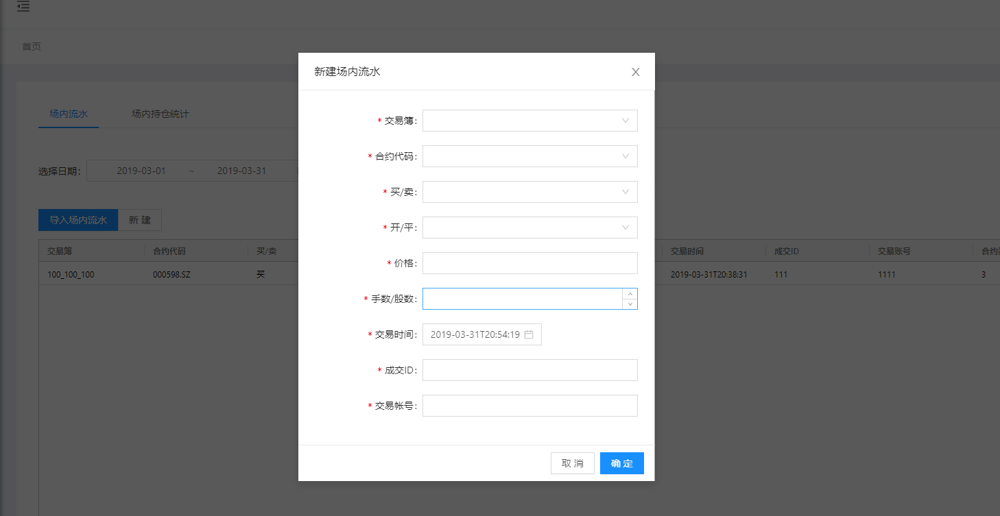 首页
场内流水 场内持仓统计
选择日期: 2019-03-01 ~ 2019-03-31
导入场内流水 新 建
交易簿 合约代码 买/卖 交易时间 成交ID 交易账号
100_100_100 000598.SZ 买 2019-03-31T20:38:31 111 1111 3
新建场内流水
* 交易簿:
* 合约代码:
* 买/卖:
* 开/平:
* 价格:
* 手数/股数:
* 交易时间: 2019-03-31T20:54:19
* 成交ID:
* 交易帐号:
取 消 确 定